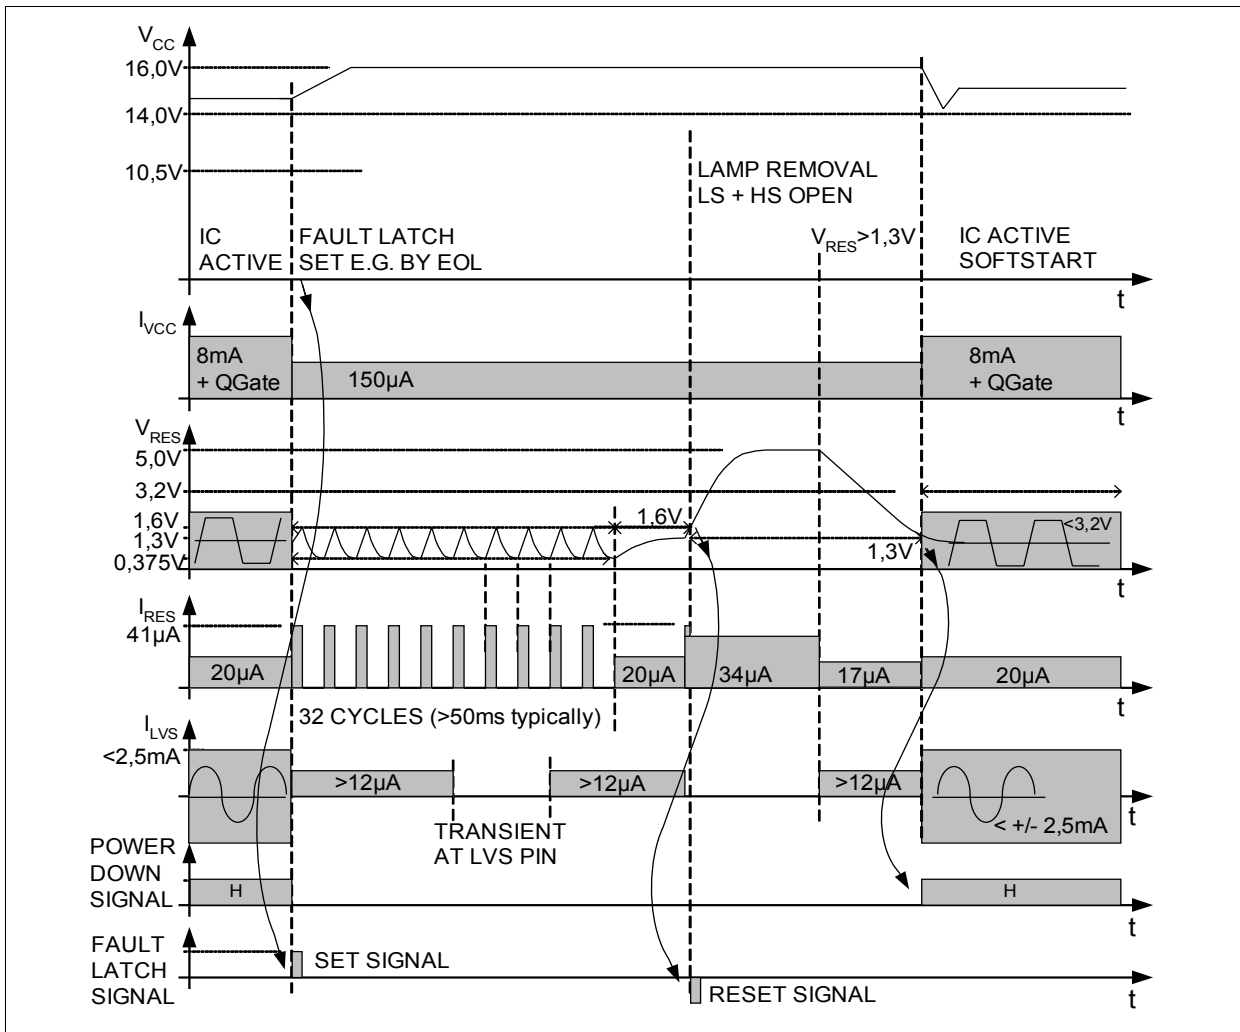 VCC
16,0V
14,0V
10,5V
LAMP REMOVAL
LS + HS OPEN
IC
ACTIVE
FAULT LATCH
SET E.G. BY EOL
VRES>1,3V
IC ACTIVE
SOFTSTART
t
IVCC
8mA
+ QGate
150µA
8mA
+ QGate
t
VRES
5,0V
3,2V
1,6V
1,3V
0,375V
1,6V
1,3V
<3,2V
t
IRES
41µA
20µA
20µA
34µA
17µA
20µA
t
32 CYCLES (>50ms typically)
ILVS
<2,5mA
>12µA
>12µA
>12µA
< +/- 2,5mA
t
TRANSIENT
AT LVS PIN
POWER
DOWN
SIGNAL
H
H
t
FAULT
LATCH
SIGNAL
SET SIGNAL
RESET SIGNAL
t